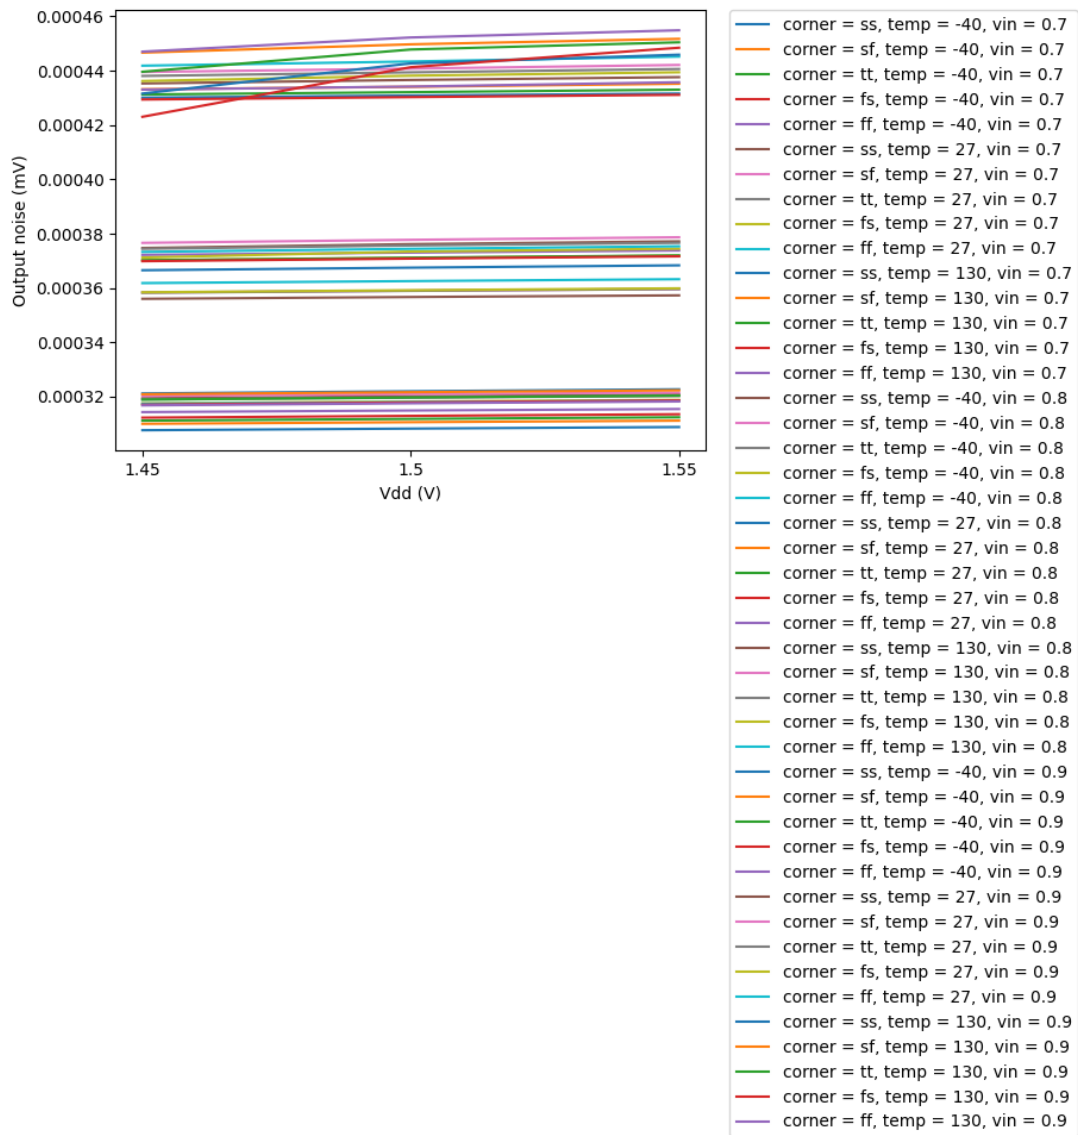 0.00046
0.00044
0.00042
0.00040
0.00038
0.00036
0.00034
0.00032
Output noise (mV)
1.45
1.5
1.55
Vdd (V)
corner = ss, temp = -40, vin = 0.7
corner = sf, temp = -40, vin = 0.7
corner = tt, temp = -40, vin = 0.7
corner = fs, temp = -40, vin = 0.7
corner = ff, temp = -40, vin = 0.7
corner = ss, temp = 27, vin = 0.7
corner = sf, temp = 27, vin = 0.7
corner = tt, temp = 27, vin = 0.7
corner = fs, temp = 27, vin = 0.7
corner = ff, temp = 27, vin = 0.7
corner = ss, temp = 130, vin = 0.7
corner = sf, temp = 130, vin = 0.7
corner = tt, temp = 130, vin = 0.7
corner = fs, temp = 130, vin = 0.7
corner = ff, temp = 130, vin = 0.7
corner = ss, temp = -40, vin = 0.8
corner = sf, temp = -40, vin = 0.8
corner = tt, temp = -40, vin = 0.8
corner = fs, temp = -40, vin = 0.8
corner = ff, temp = -40, vin = 0.8
corner = ss, temp = 27, vin = 0.8
corner = sf, temp = 27, vin = 0.8
corner = tt, temp = 27, vin = 0.8
corner = fs, temp = 27, vin = 0.8
corner = ff, temp = 27, vin = 0.8
corner = ss, temp = 130, vin = 0.8
corner = sf, temp = 130, vin = 0.8
corner = tt, temp = 130, vin = 0.8
corner = fs, temp = 130, vin = 0.8
corner = ff, temp = 130, vin = 0.8
corner = ss, temp = -40, vin = 0.9
corner = sf, temp = -40, vin = 0.9
corner = tt, temp = -40, vin = 0.9
corner = fs, temp = -40, vin = 0.9
corner = ff, temp = -40, vin = 0.9
corner = ss, temp = 27, vin = 0.9
corner = sf, temp = 27, vin = 0.9
corner = tt, temp = 27, vin = 0.9
corner = fs, temp = 27, vin = 0.9
corner = ff, temp = 27, vin = 0.9
corner = ss, temp = 130, vin = 0.9
corner = sf, temp = 130, vin = 0.9
corner = tt, temp = 130, vin = 0.9
corner = fs, temp = 130, vin = 0.9
corner = ff, temp = 130, vin = 0.9